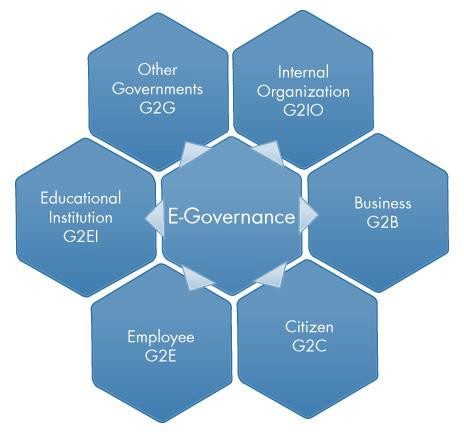 Other
Governments
G2G
Internal
Organization
G2IO
Educational
Institution
G2EI
E-Governance
Business
G2B
Employee
G2E
Citizen
G2C